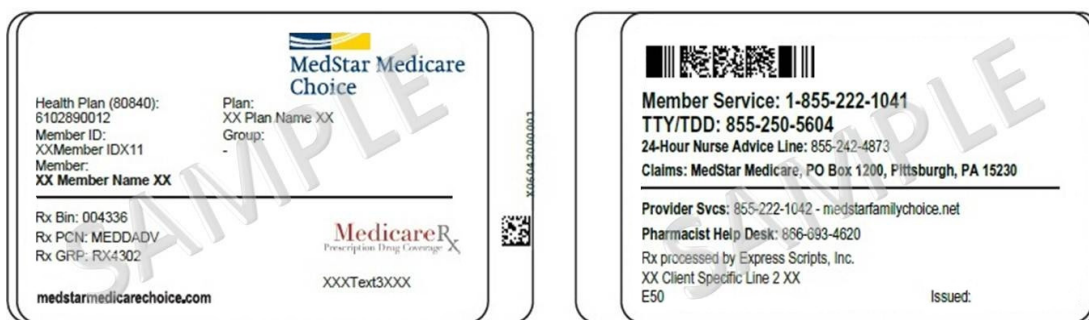 MedStar Medicare
Choice
Health Plan (80840):
6102890012
Member ID:
XXMember IDX11
Member:
XX Member Name XX
Plan:
XX Plan Name XX
Group:
-
Rx Bin: 004336
Rx PCN: MEDDADV
Rx GRP: RX4302
MedicareRx
Prescription Drug Coverage
XXXText3XXX
medstarmedicarechoice.com
SAMPLE
Member Service: 1-855-222-1041
TTY/TDD: 855-250-5604
24-Hour Nurse Advice Line: 855-242-4873
Claims: MedStar Medicare, PO Box 1200, Pittsburgh, PA 15230
Provider Svcs: 855-222-1042 - medstarfamilychoice.net
Pharmacist Help Desk: 866-693-4620
Rx processed by Express Scripts, Inc.
XX Client Specific Line 2 XX
E50 Issued:
SAMPLE